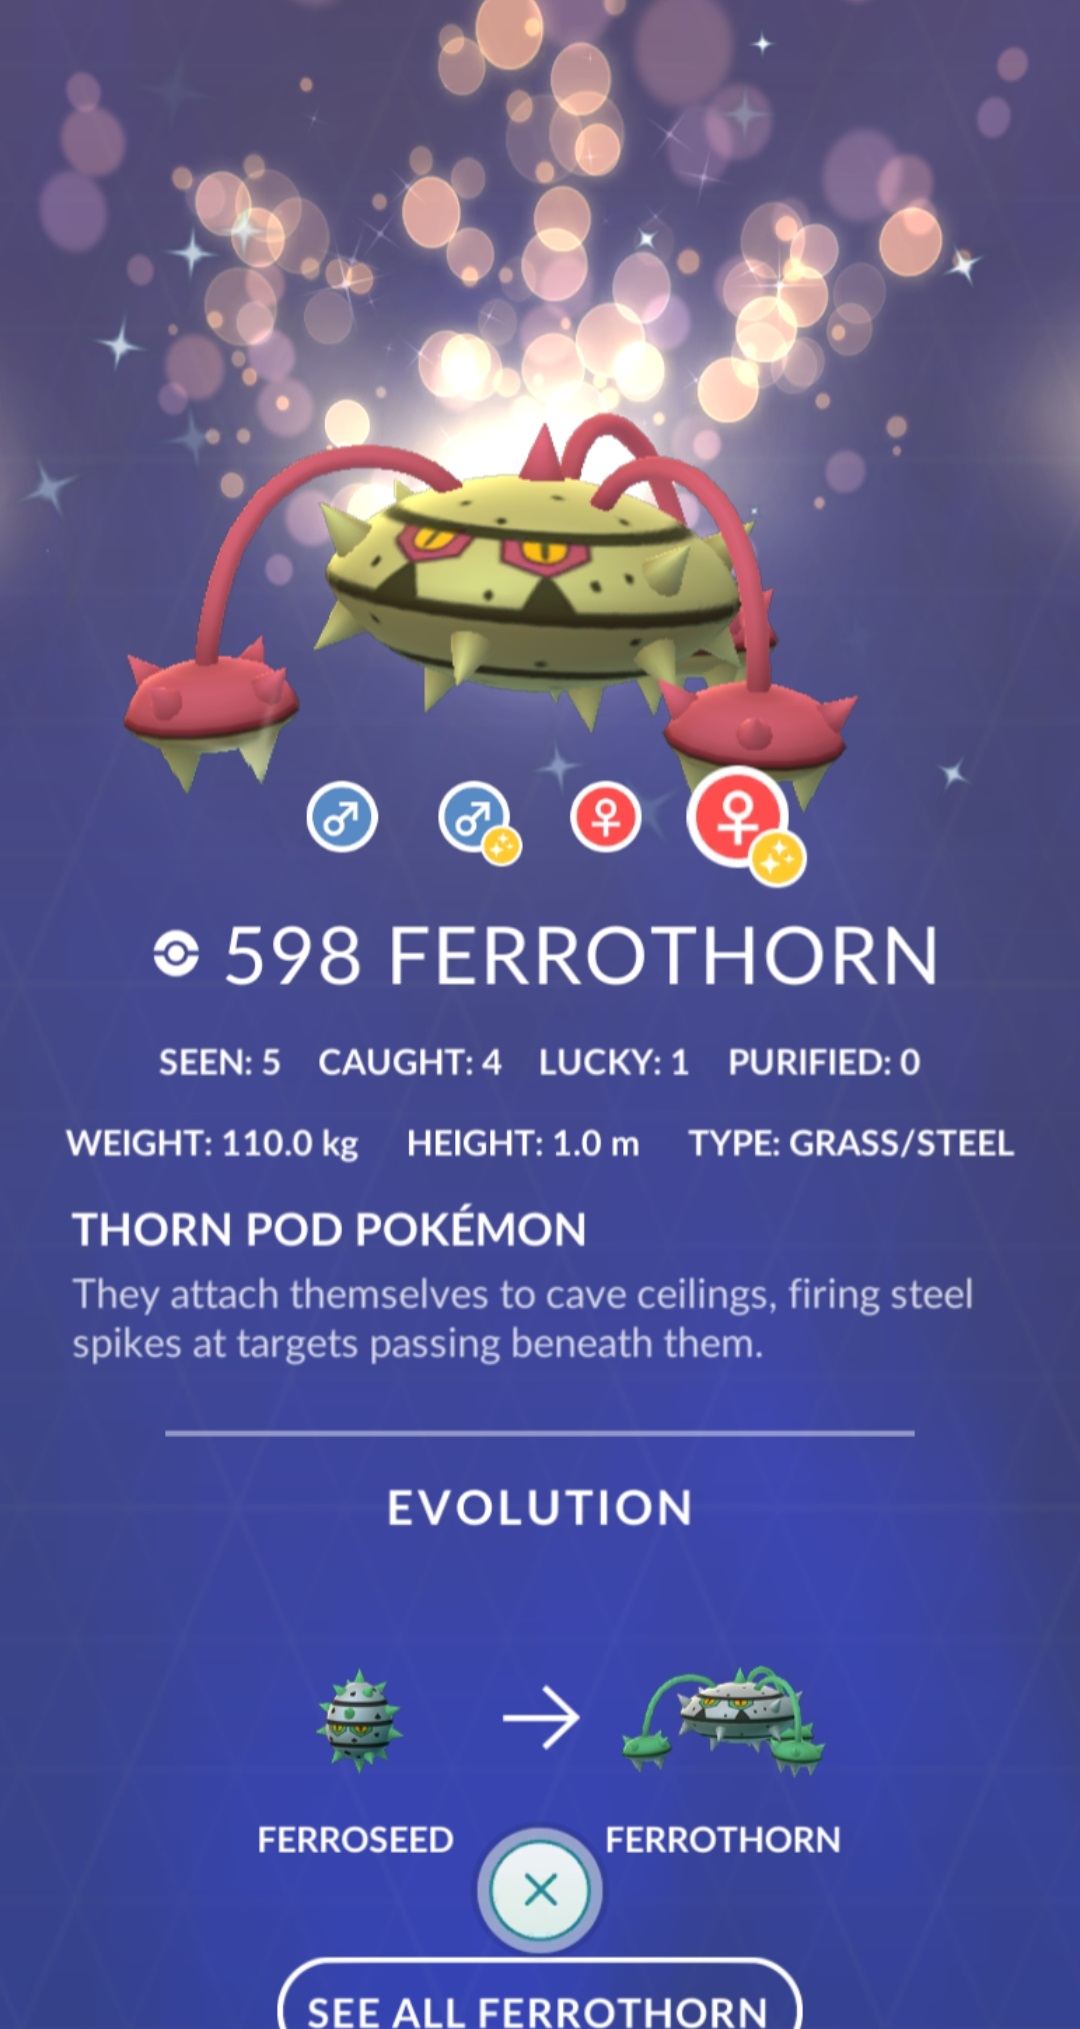 598 FERROTHORN
SEEN: 5 CAUGHT: 4 LUCKY: 1 PURIFIED: 0
WEIGHT: 110.0 kg HEIGHT: 1.0 m TYPE: GRASS/STEEL
THORN POD POKÉMON
They attach themselves to cave ceilings, firing steel
spikes at targets passing beneath them.
EVOLUTION
FERROSEED FERROTHORN
SEE ALL FERROTHORN